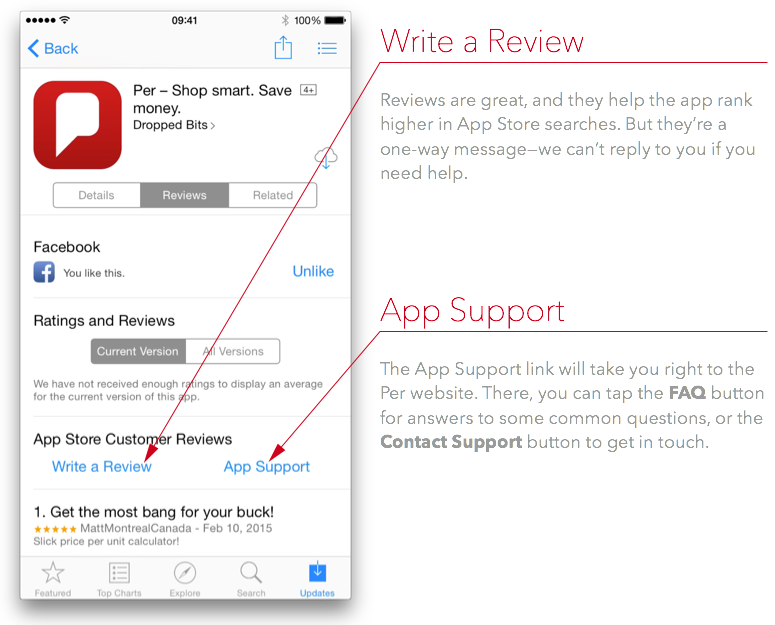 09:41
100%
Back
Per – Shop smart. Save 4+
money.
Dropped Bits >
Details Reviews Related
Facebook
f
You like this. Unlike
Ratings and Reviews
Current Version All Versions
We have not received enough ratings to display an average
for the current version of this app.
App Store Customer Reviews
Write a Review App Support
1. Get the most bang for your buck!
★★★★★ MattMontrealCanada - Feb 10, 2015
Slick price per unit calculator!
Featured Top Charts Explore Search Updates
Write a Review
Reviews are great, and they help the app rank
higher in App Store searches. But they’re a
one-way message—we can’t reply to you if you
need help.
App Support
The App Support link will take you right to the
Per website. There, you can tap the FAQ button
for answers to some common questions, or the
Contact Support button to get in touch.